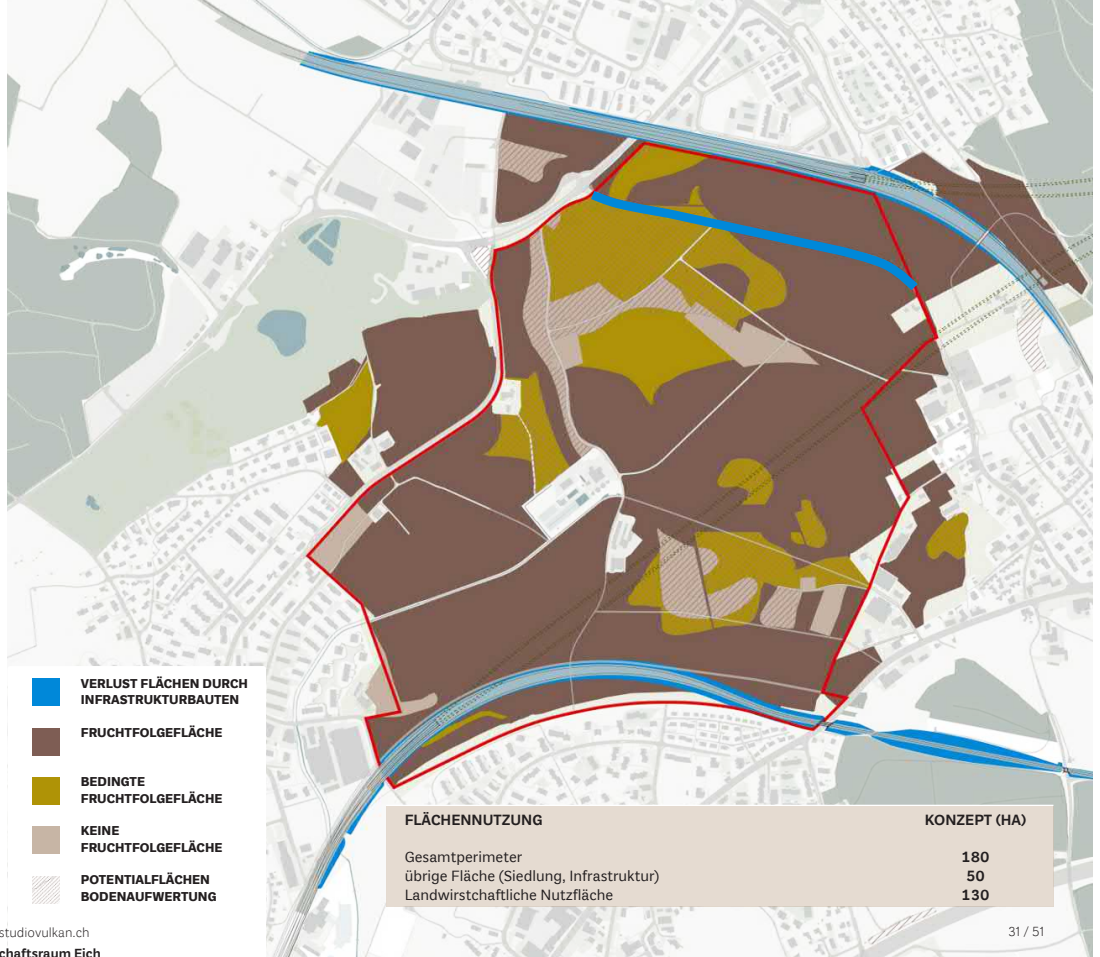 VERLUST FLÄCHEN DURCH
INFRASTRUKTURBAUTEN
FRUCHTFOLGEFLÄCHE
BEDINGTE
FRUCHTFOLGEFLÄCHE
KEINE
FRUCHTFOLGEFLÄCHE
POTENTIALFLÄCHEN
BODENAUFWERTUNG
FLÄCHENNUTZUNG KONZEPT (HA)
Gesamtperimeter 180
übrige Fläche (Siedlung, Infrastruktur) 50
Landwirstchaftliche Nutzfläche 130
studiovulkan.ch
chaftsraum Eich
31 / 51